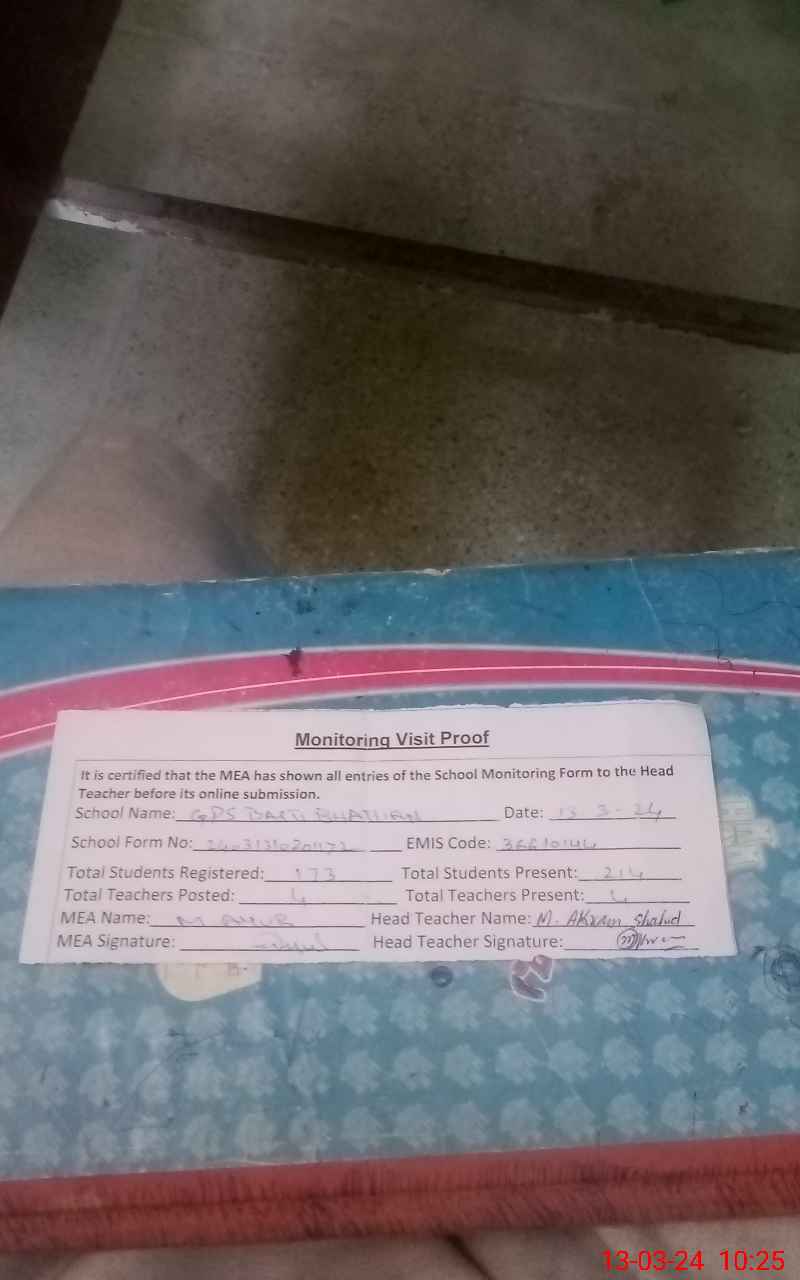 Monitoring Visit Proof
It is certified that the MEA has shown all entries of the School Monitoring Form to the Head
Teacher before its online submission.
School Name: GPS BASTI Date: 13-3-24
School Form No: EMIS Code:
Total Students Registered: 173 Total Students Present: 214
Total Teachers Posted: 4 Total Teachers Present: 4
MEA Name: M Head Teacher Name: M. AKram Shahid
MEA Signature: Head Teacher Signature:
13-03-24 10:25